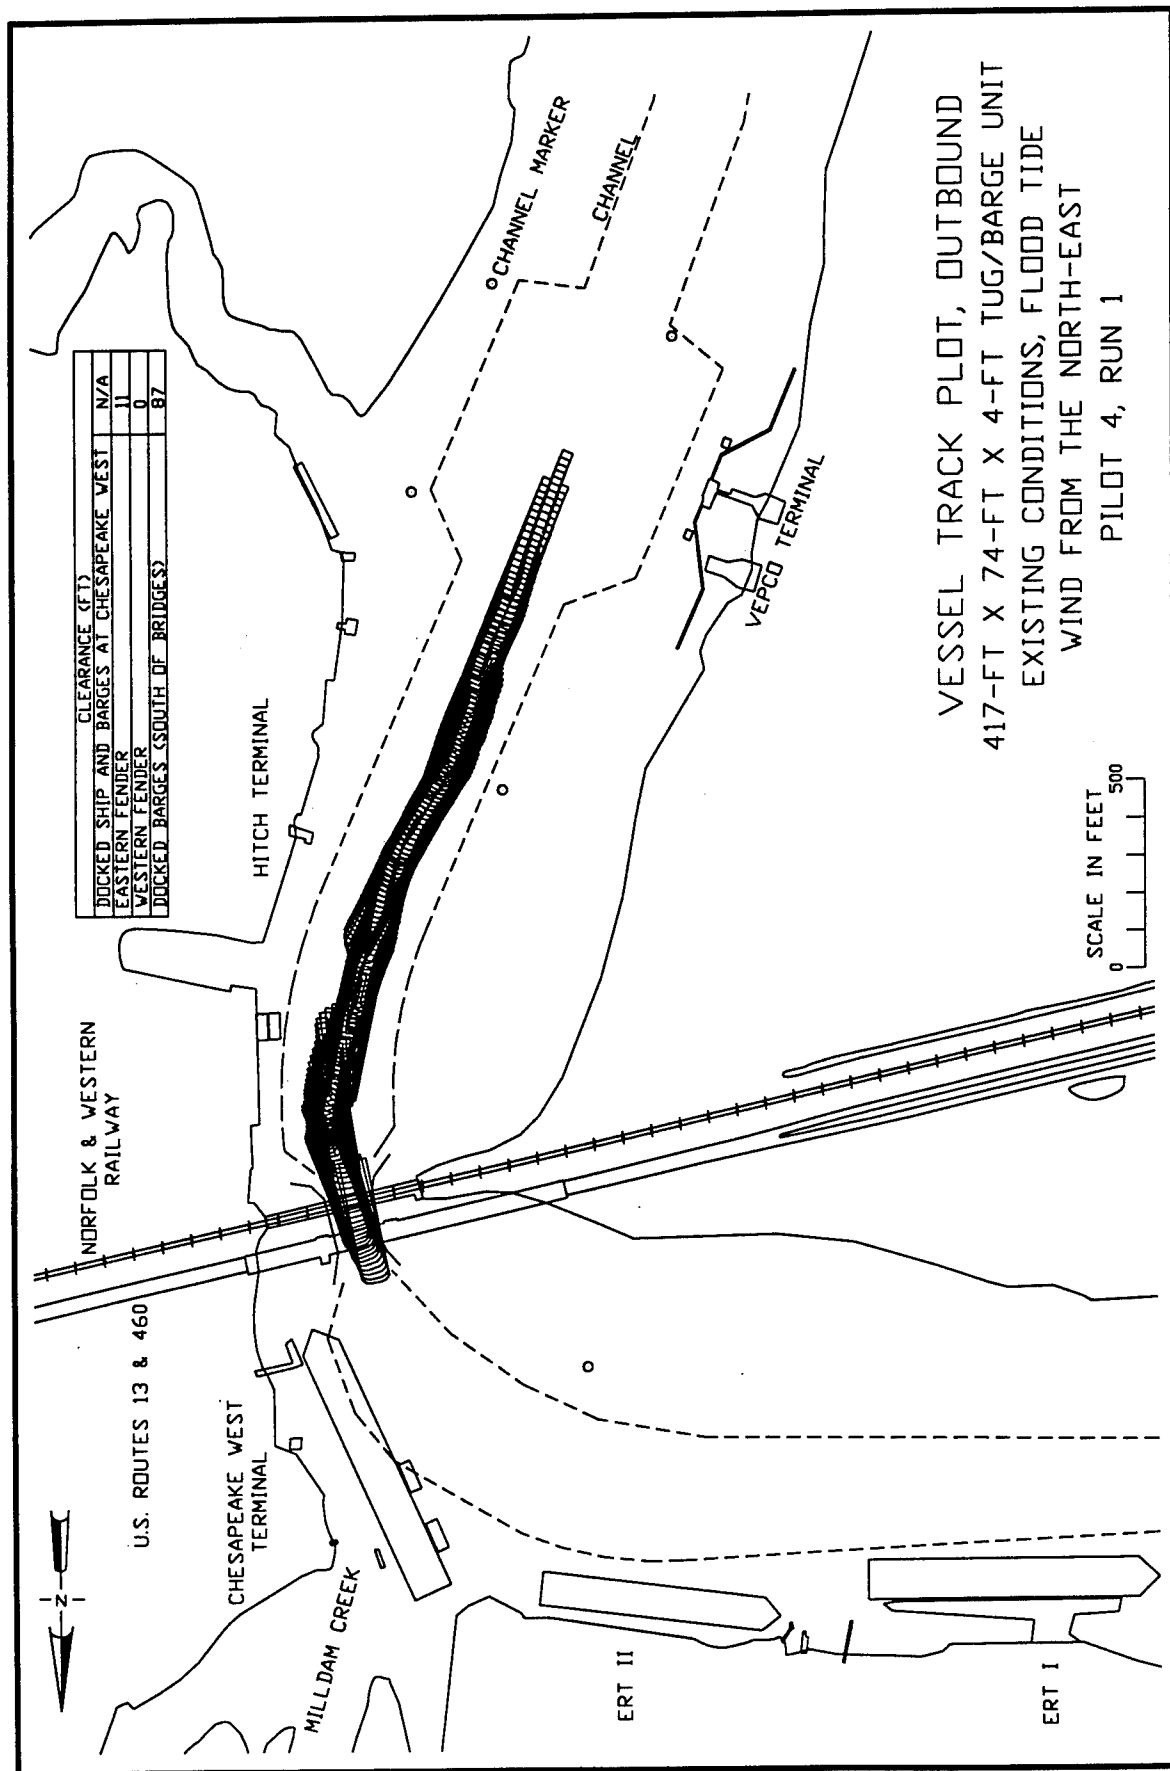 CLEARANCE (FT)
DOCKED SHIP AND BARGES AT CHESAPEAKE WEST N/A
EASTERN FENDER 11
WESTERN FENDER 0
DOCKED BARGES (SOUTH OF BRIDGES) 87
N
U.S. ROUTES 13 & 460
NORFOLK & WESTERN
RAILWAY
HITCH TERMINAL
CHANNEL MARKER
CHANNEL
CHESAPEAKE WEST
TERMINAL
MILLDAM CREEK
VEPCO TERMINAL
ERT II
ERT I
SCALE IN FEET
0 500
VESSEL TRACK PLOT, OUTBOUND
417-FT X 74-FT X 4-FT TUG/BARGE UNIT
EXISTING CONDITIONS, FLOOD TIDE
WIND FROM THE NORTH-EAST
PILOT 4, RUN 1